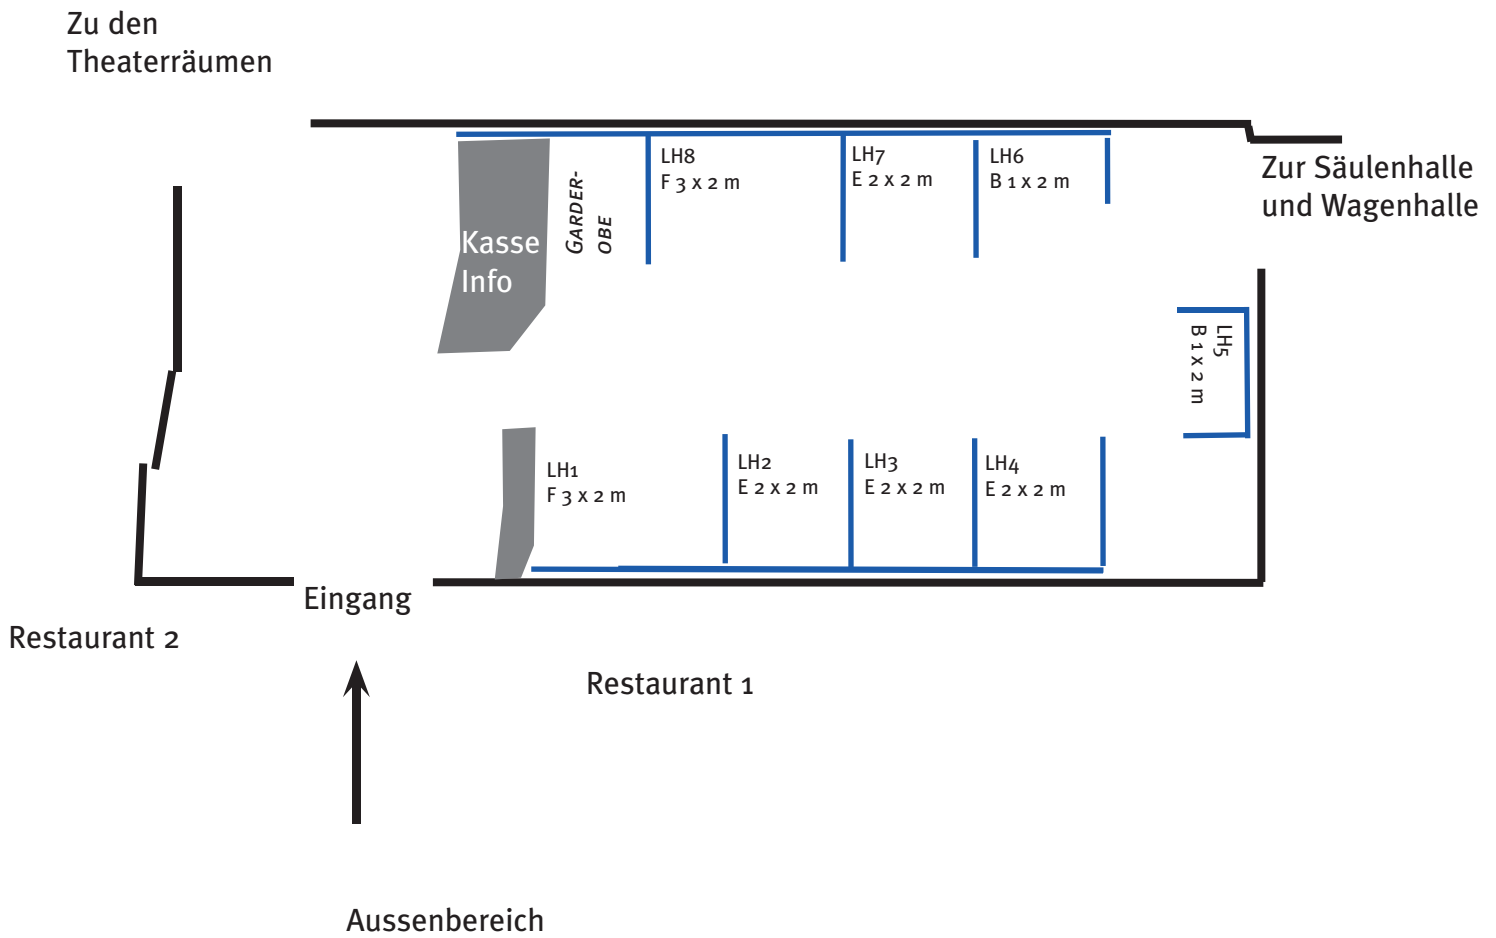 Zu den
Theaterräumen
LH8
F 3 x 2 m
LH7
E 2 x 2 m
LH6
B 1 x 2 m
Zur Säulenhalle
und Wagenhalle
GARDER-
OBE
Kasse
Info
LH5
B 1 x 2 m
LH1
F 3 x 2 m
LH2
E 2 x 2 m
LH3
E 2 x 2 m
LH4
E 2 x 2 m
Eingang
Restaurant 2
Restaurant 1
Aussenbereich